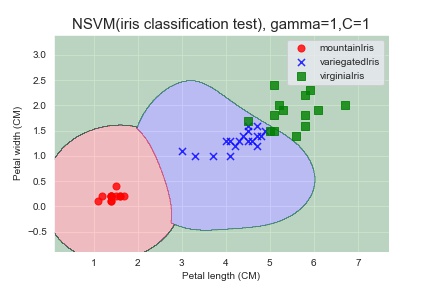 NSVM(iris classification test), gamma=1,C=1
mountainIris
variegatedIris
virginiaIris
3.0
2.5
2.0
1.5
1.0
0.5
0.0
−0.5
Petal width (CM)
1 2 3 4 5 6 7
Petal length (CM)